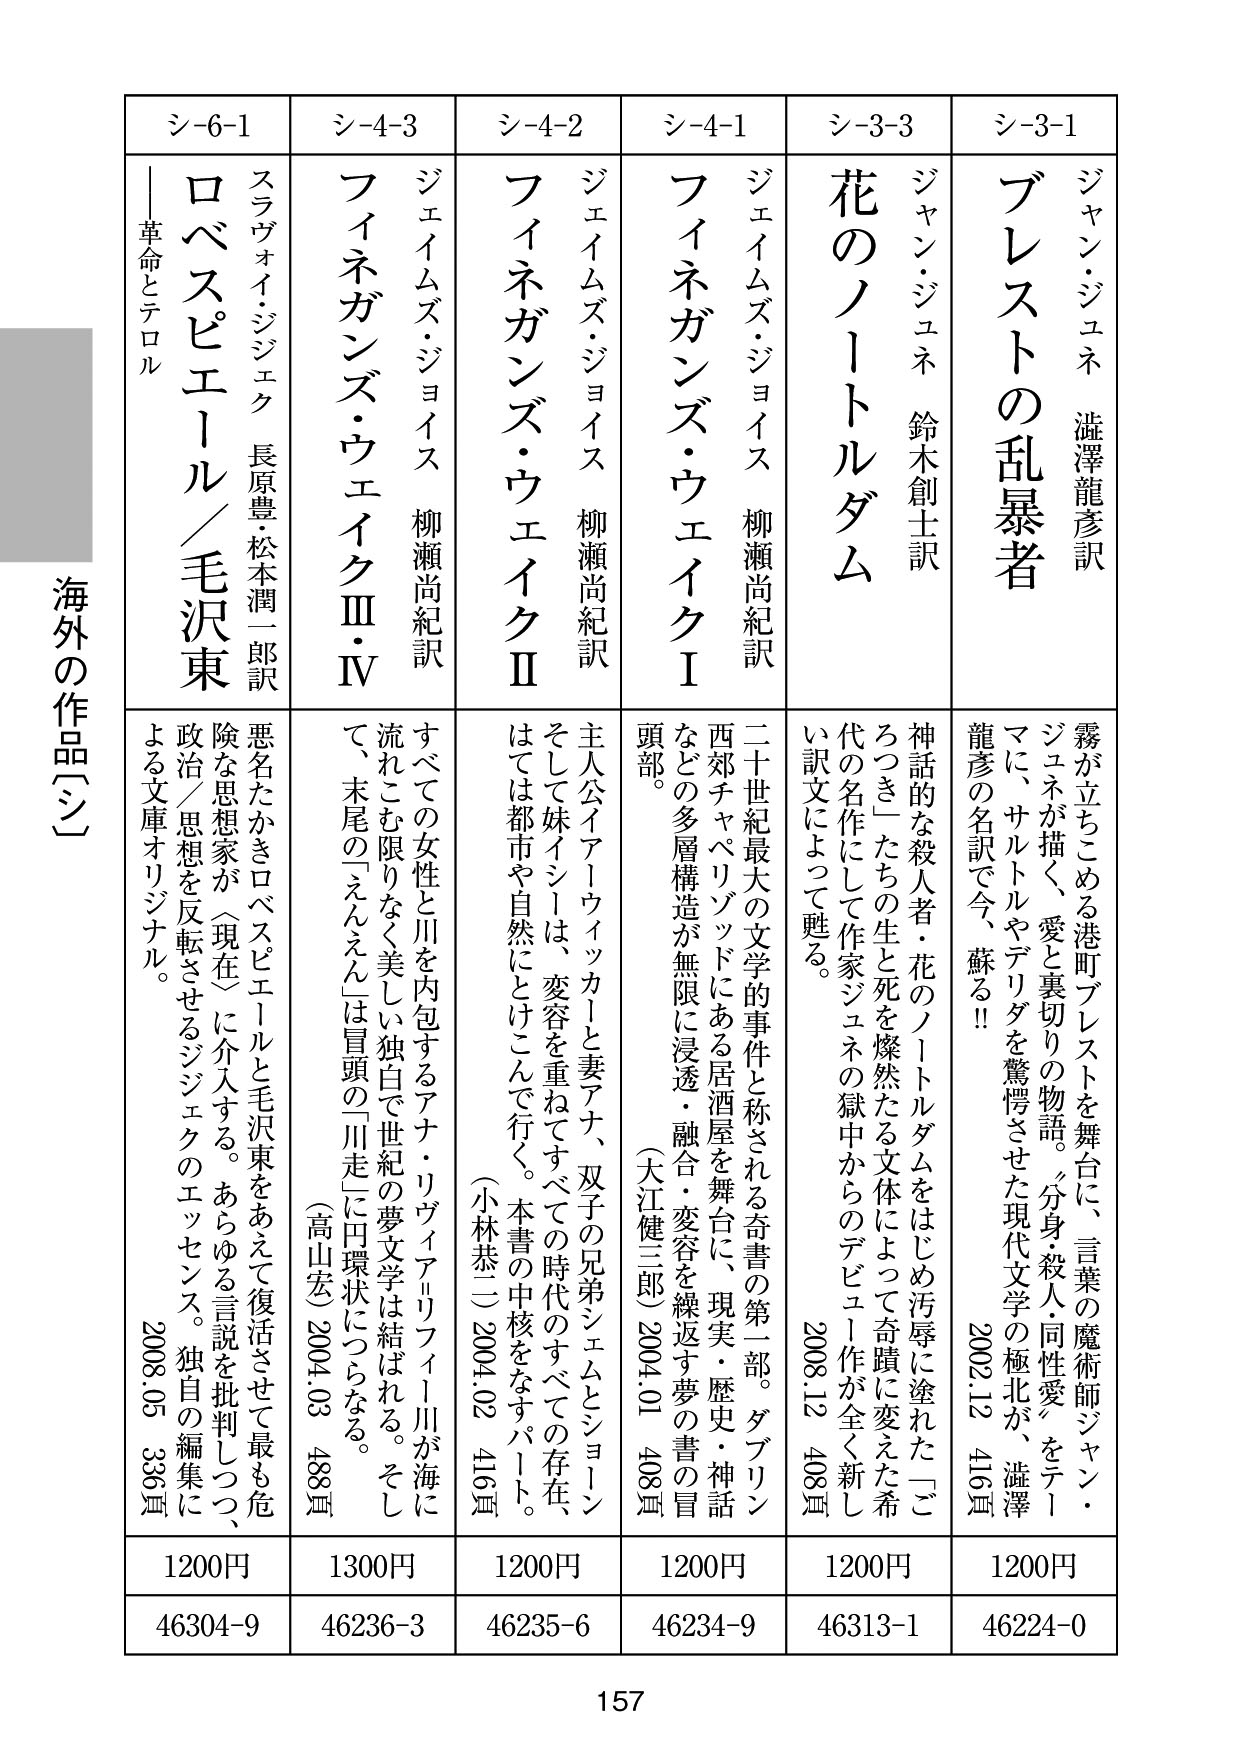 シ-3-1
ジャン・ジュネ　澁澤龍彦訳
ブレストの乱暴者
霧が立ちこめる港町ブレストを舞台に、言葉の魔術師ジャン・
ジュネが描く、愛と裏切りの物語。〝分身・殺人・同性愛〟をテー
マに、サルトルやデリダを驚愕させた現代文学の極北が、澁澤
龍彦の名訳で今、蘇る!!
2002.12　416頁
1200円
46224-0
シ-3-3
ジャン・ジュネ　鈴木創士訳
花のノートルダム
神話的な殺人者・花のノートルダムをはじめ汚辱に塗れた「ご
ろつき」たちの生と死を燦然たる文体によって奇蹟に変えた希
代の名作にして作家ジュネの獄中からのデビュー作が全く新し
い訳文によって甦る。
2008.12　408頁
1200円
46313-1
シ-4-1
ジェイムズ・ジョイス　柳瀬尚紀訳
フィネガンズ・ウェイクⅠ
二十世紀最大の文学的事件と称される奇書の第一部。ダブリン
西郊チャペリゾッドにある居酒屋を舞台に、現実・歴史・神話
などの多層構造が無限に浸透・融合・変容を繰返す夢の書の冒
頭部。
（大江健三郎）2004.01　408頁
1200円
46234-9
シ-4-2
ジェイムズ・ジョイス　柳瀬尚紀訳
フィネガンズ・ウェイクⅡ
主人公イアーウィッカーと妻アナ、双子の兄弟シェムとショーン
そして妹イシーは、変容を重ねてすべての時代のすべての存在、
はては都市や自然にとけこんで行く。本書の中核をなすパート。
（小林恭二）2004.02　416頁
1200円
46235-6
シ-4-3
ジェイムズ・ジョイス　柳瀬尚紀訳
フィネガンズ・ウェイクⅢ・Ⅳ
すべての女性と川を内包するアナ・リヴィア＝リフィー川が海に
流れこむ限りなく美しい独白で世紀の夢文学は結ばれる。そし
て、末尾の「えんえん」は冒頭の「川走」に円環状につらなる。
（高山宏）2004.03　488頁
1300円
46236-3
シ-6-1
スラヴォイ・ジジェク　長原豊・松本潤一郎訳
ロベスピエール／毛沢東
――革命とテロル
悪名たかきロベスピエールと毛沢東をあえて復活させて最も危
険な思想家が〈現在〉に介入する。あらゆる言説を批判しつつ、
政治／思想を反転させるジジェクのエッセンス。独自の編集に
よる文庫オリジナル。
2008.05　336頁
1200円
46304-9
海外の作品〔シ〕
157